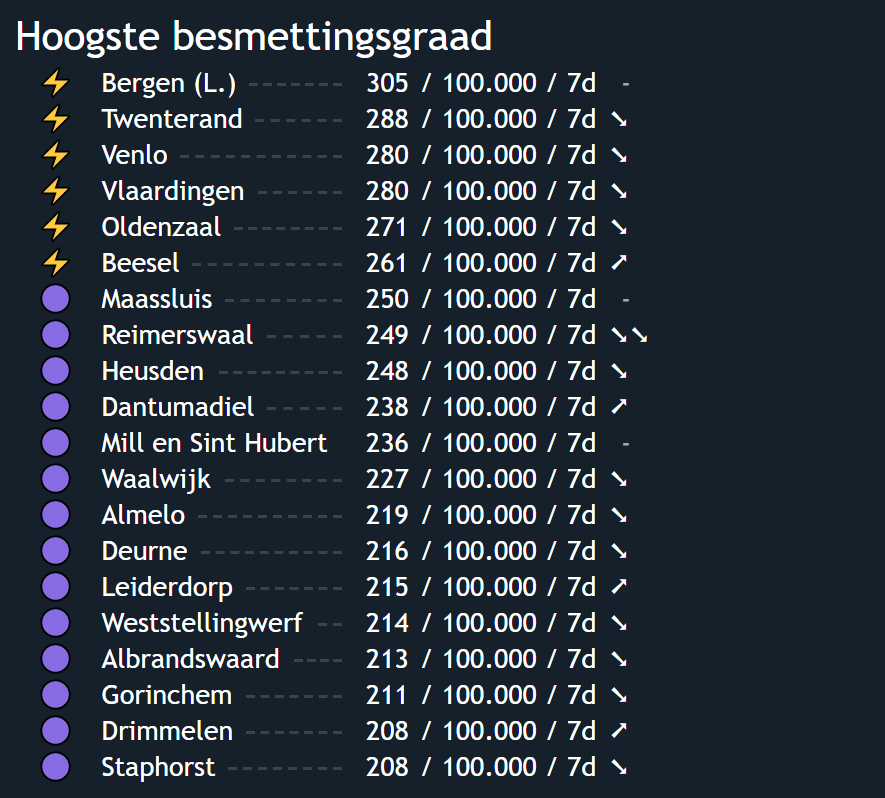 Hoogste besmettingsgraad
⚡ Bergen (L.) ------- 305 / 100.000 / 7d -
⚡ Twenterand ------- 288 / 100.000 / 7d ➘
⚡ Venlo ------------ 280 / 100.000 / 7d ➘
⚡ Vlaardingen ------ 280 / 100.000 / 7d ➘
⚡ Oldenzaal -------- 271 / 100.000 / 7d ➘
⚡ Beesel ----------- 261 / 100.000 / 7d ➚
🟣 Maassluis --------- 250 / 100.000 / 7d -
🟣 Reimerswaal ------ 249 / 100.000 / 7d ➘➘
🟣 Heusden --------- 248 / 100.000 / 7d ➘
🟣 Dantumadiel ------ 238 / 100.000 / 7d ➚
🟣 Mill en Sint Hubert 236 / 100.000 / 7d -
🟣 Waalwijk --------- 227 / 100.000 / 7d ➘
🟣 Almelo ---------- 219 / 100.000 / 7d ➘
🟣 Deurne ---------- 216 / 100.000 / 7d ➘
🟣 Leiderdorp ------- 215 / 100.000 / 7d ➚
🟣 Weststellingwerf -- 214 / 100.000 / 7d ➘
🟣 Albrandswaard ---- 213 / 100.000 / 7d ➘
🟣 Gorinchem ------- 211 / 100.000 / 7d ➘
🟣 Drimmelen ------- 208 / 100.000 / 7d ➚
🟣 Staphorst -------- 208 / 100.000 / 7d ➘